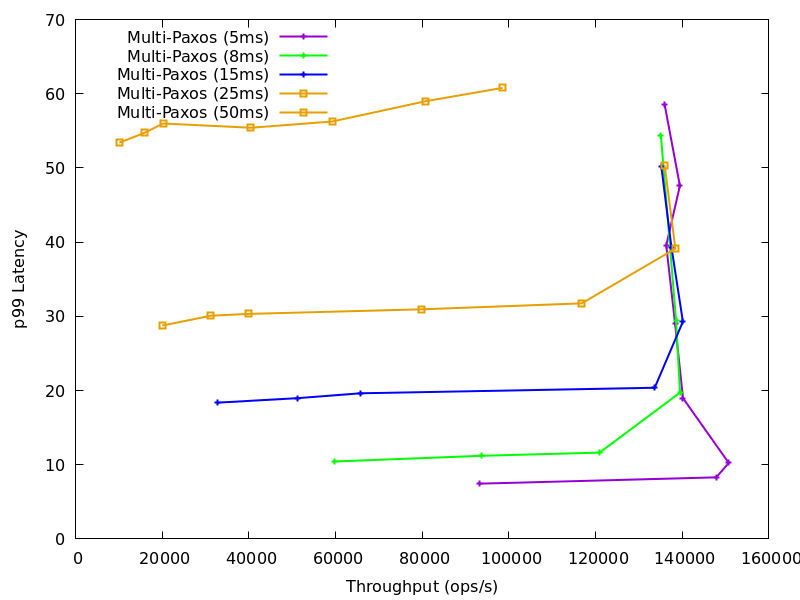 70
60
50
40
30
20
10
0
p99 Latency
Multi-Paxos (5ms)
Multi-Paxos (8ms)
Multi-Paxos (15ms)
Multi-Paxos (25ms)
Multi-Paxos (50ms)
0 20000 40000 60000 80000 100000 120000 140000 160000
Throughput (ops/s)